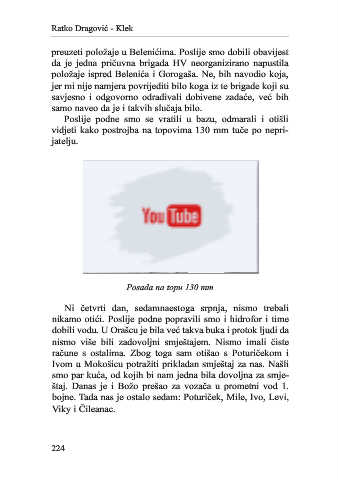 Ratko Dragović - Klek
preuzeti položaje u Belenićima. Poslije smo dobili obavijest
da je jedna pričuvna brigada HV neorganizirano napustila
položaje ispred Belenića i Gorogaša. Ne, bih navodio koja,
jer mi nije namjera povrijediti bilo koga iz te brigade koji su
savjesno i odgovorno odradivali dobivene zadaće, već bih
samo naveo da je i takvih slučaja bilo.
Poslije podne smo se vratili u bazu, odmarali i otišli
vidjeti kako postrojba na topovima 130 mm tuče po nepri-
jatelju.
YouTube
Posada na topu 130 mm
Ni četvrti dan, sedamnaestoga srpnja, nismo trebali
nikamo otići. Poslije podne popravili smo i hidrofor i time
dobili vodu. U Orašcu je bila već takva buka i protok ljudi da
nismo više bili zadovoljni smještajem. Nismo imali čiste
račune s ostalima. Zbog toga sam otišao s Poturičekom i
Ivom u Mokošicu potražiti prikladan smještaj za nas. Našli
smo par kuća, od kojih bi nam jedna bila dovoljna za smje-
štaj. Danas je i Božo prešao za vozača u prometni vod 1.
bojne. Tada nas je ostalo sedam: Poturiček, Mile, Ivo, Levi,
Viky i Čileanac.
224